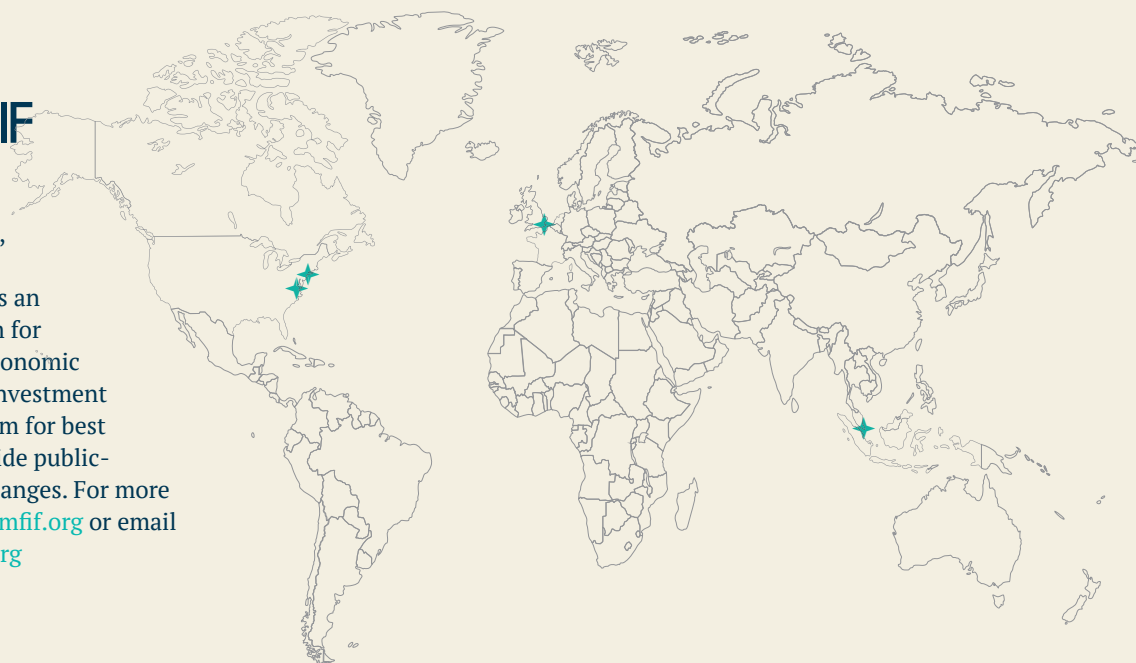 IF
,
s an
n for
onomic
nvestment
m for best
ide public-
anges. For more
mfif.org or email
rg